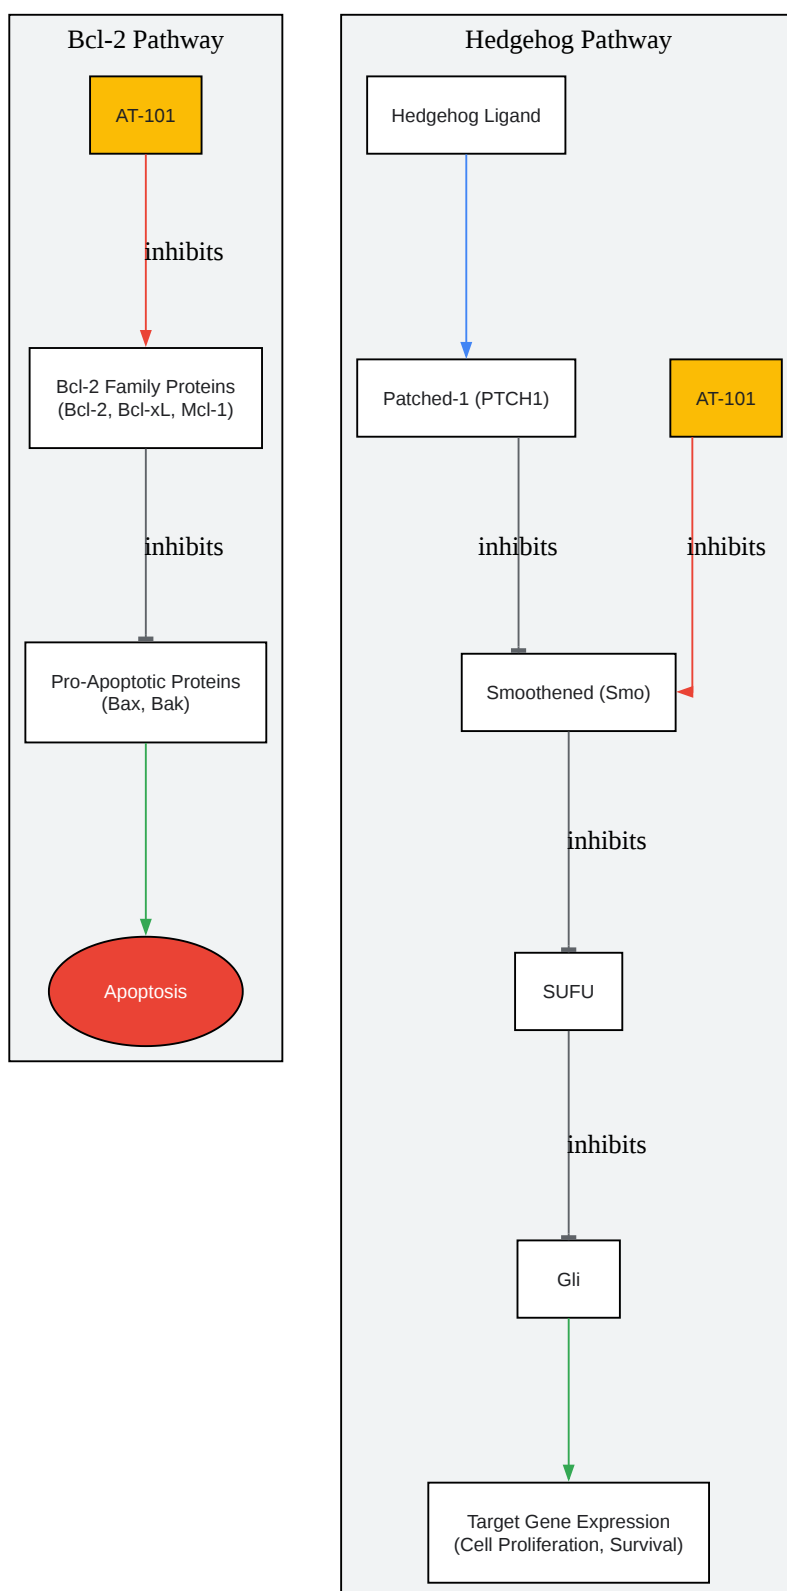 Bcl-2 Pathway
AT-101
inhibits
Bcl-2 Family Proteins
(Bcl-2, Bcl-xL, Mcl-1)
inhibits
Pro-Apoptotic Proteins
(Bax, Bak)
Apoptosis
Hedgehog Pathway
Hedgehog Ligand
Patched-1 (PTCH1)
AT-101
inhibits
inhibits
Smoothened (Smo)
inhibits
SUFU
inhibits
Gli
Target Gene Expression
(Cell Proliferation, Survival)